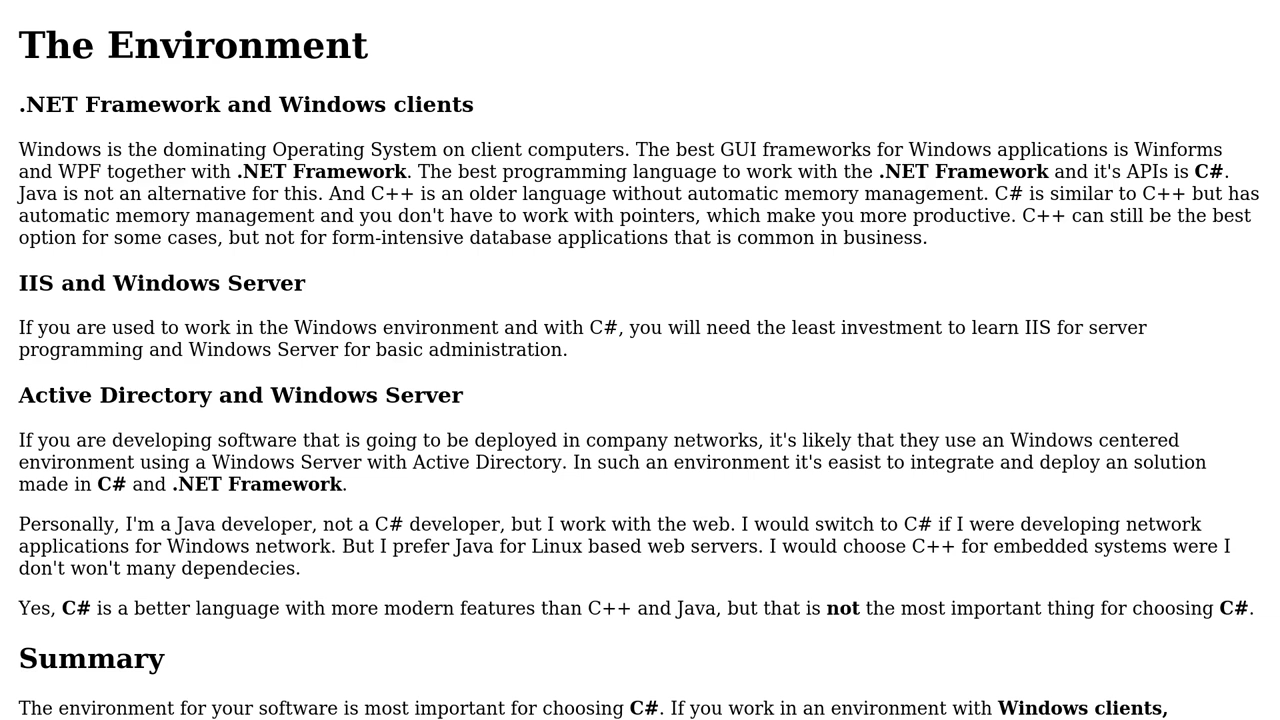 The Environment
.NET Framework and Windows clients
Windows is the dominating Operating System on client computers. The best GUI frameworks for Windows applications is Winforms
and WPF together with .NET Framework. The best programming language to work with the .NET Framework and it's APIs is C#.
Java is not an alternative for this. And C++ is an older language without automatic memory management. C# is similar to C++ but has
automatic memory management and you don't have to work with pointers, which make you more productive. C++ can still be the best
option for some cases, but not for form-intensive database applications that is common in business.
IIS and Windows Server
If you are used to work in the Windows environment and with C#, you will need the least investment to learn IIS for server
programming and Windows Server for basic administration.
Active Directory and Windows Server
If you are developing software that is going to be deployed in company networks, it's likely that they use an Windows centered
environment using a Windows Server with Active Directory. In such an environment it's easist to integrate and deploy an solution
made in C# and .NET Framework.
Personally, I'm a Java developer, not a C# developer, but I work with the web. I would switch to C# if I were developing network
applications for Windows network. But I prefer Java for Linux based web servers. I would choose C++ for embedded systems were I
don't won't many dependecies.
Yes, C# is a better language with more modern features than C++ and Java, but that is not the most important thing for choosing C#.
Summary
The environment for your software is most important for choosing C#. If you work in an environment with Windows clients,